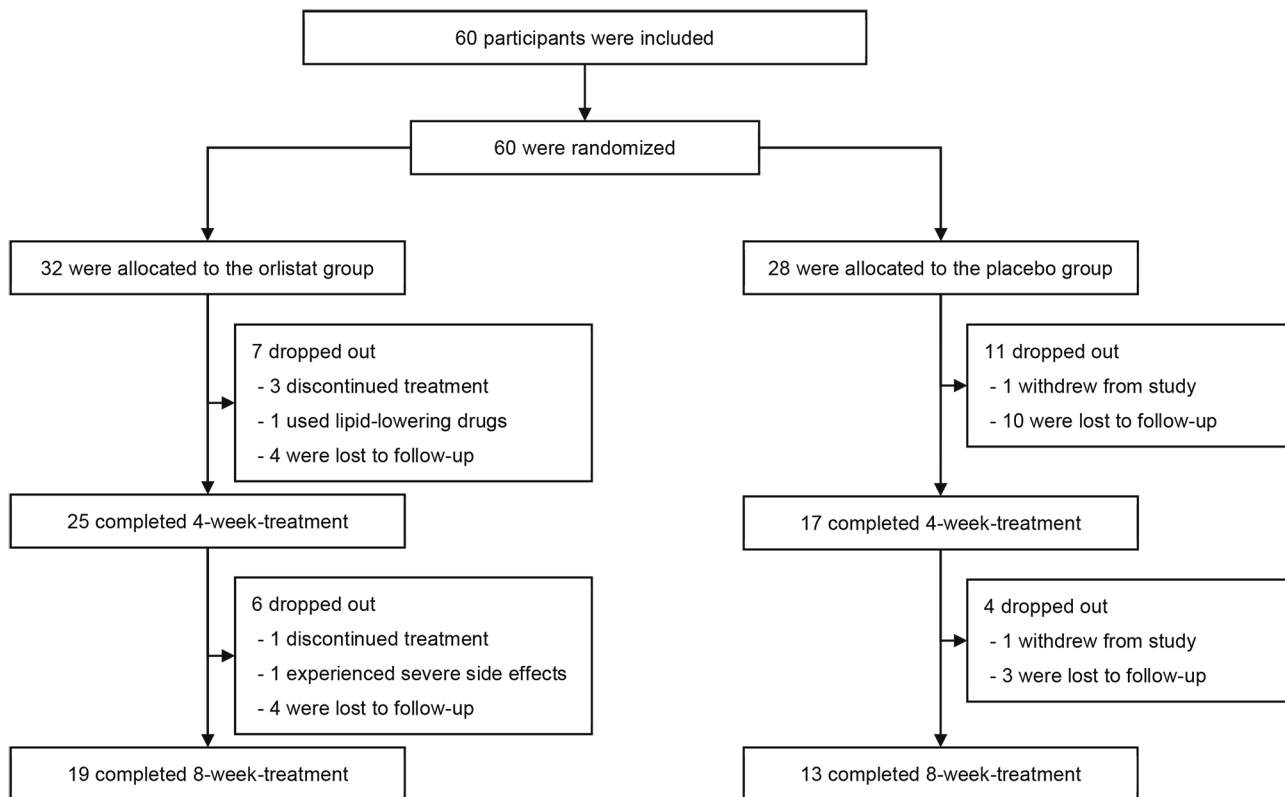 60 participants were included
60 were randomized
32 were allocated to the orlistat group
28 were allocated to the placebo group
7 dropped out
- 3 discontinued treatment
- 1 used lipid-lowering drugs
- 4 were lost to follow-up
11 dropped out
- 1 withdrew from study
- 10 were lost to follow-up
25 completed 4-week-treatment
17 completed 4-week-treatment
6 dropped out
- 1 discontinued treatment
- 1 experienced severe side effects
- 4 were lost to follow-up
4 dropped out
- 1 withdrew from study
- 3 were lost to follow-up
19 completed 8-week-treatment
13 completed 8-week-treatment